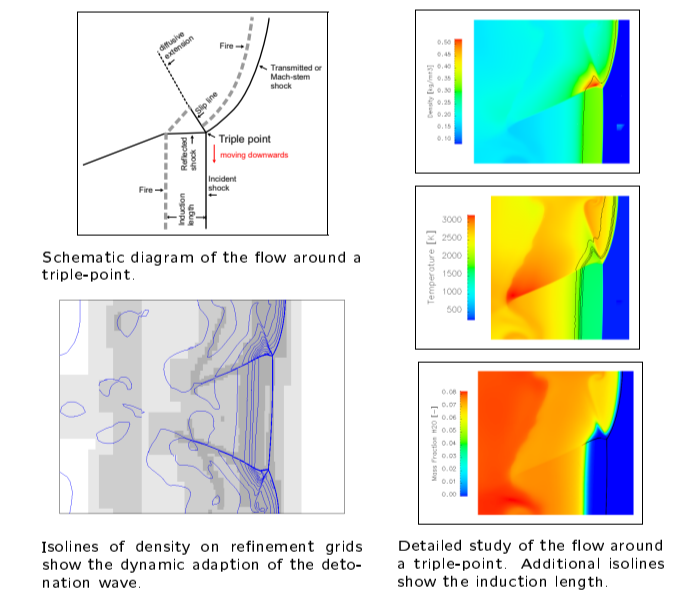 diffusive
extension
Fire
Transmitted or
Mach-stem
shock
Slip line
Triple point
moving downwards
Reflected
shock
Incident
shock
Fire
Induction
length
Schematic diagram of the flow around a
triple-point.
Isolines of density on refinement grids
show the dynamic adaption of the deto-
nation wave.
Density [kg/m3]
0.50
0.45
0.40
0.35
0.30
0.25
0.20
0.15
0.10
Temperature [K]
3000
2500
2000
1500
1000
500
Mass Fraction H2O [-]
0.08
0.07
0.06
0.05
0.04
0.03
0.02
0.01
0.00
Detailed study of the flow around
a triple-point. Additional isolines
show the induction length.